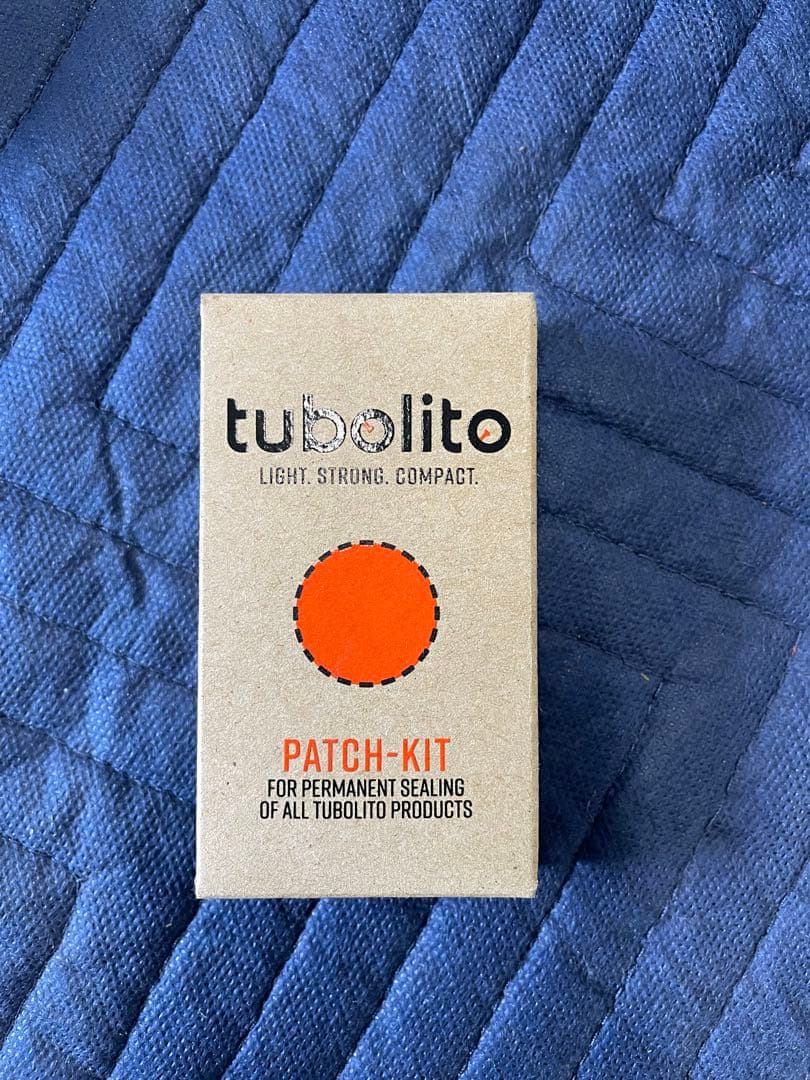 tubolito
LIGHT. STRONG. COMPACT.
PATCH-KIT
FOR PERMANENT SEALING
OF ALL TUBOLITO PRODUCTS